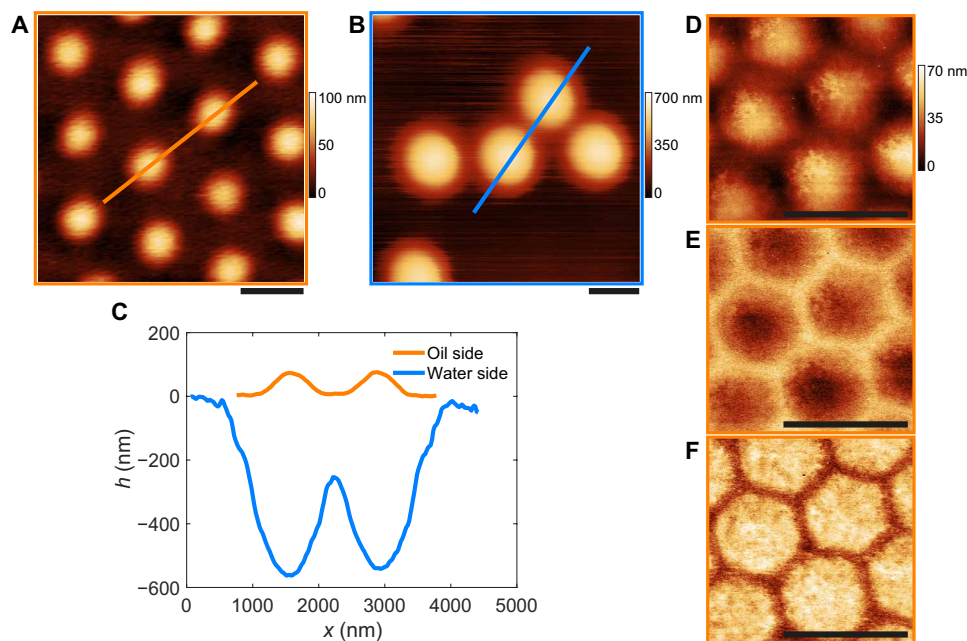 A
100 nm
50
0
B
700 nm
350
0
C
200
0
−200
−400
−600
h (nm)
Oil side
Water side
0 1000 2000 3000 4000 5000
x (nm)
D
70 nm
35
0
E
F